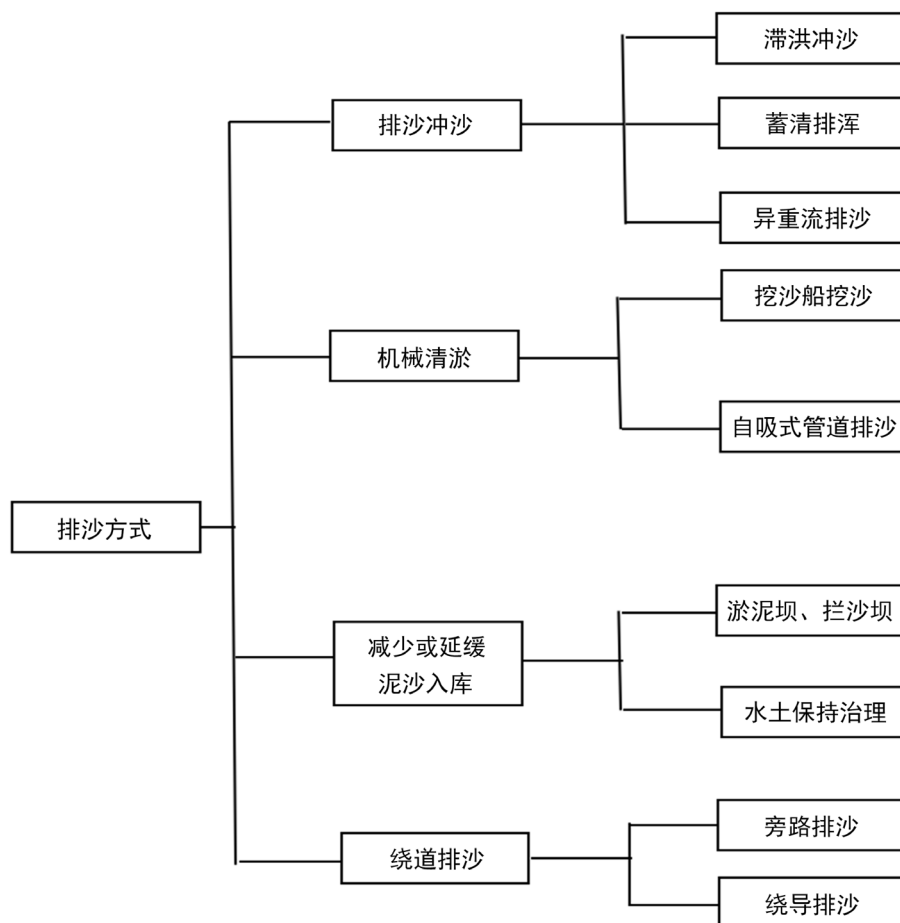 排沙方式
排沙冲沙
滞洪冲沙
蓄清排浑
异重流排沙
机械清淤
挖沙船挖沙
自吸式管道排沙
减少或延缓
泥沙入库
淤泥坝、拦沙坝
水土保持治理
绕道排沙
旁路排沙
绕导排沙